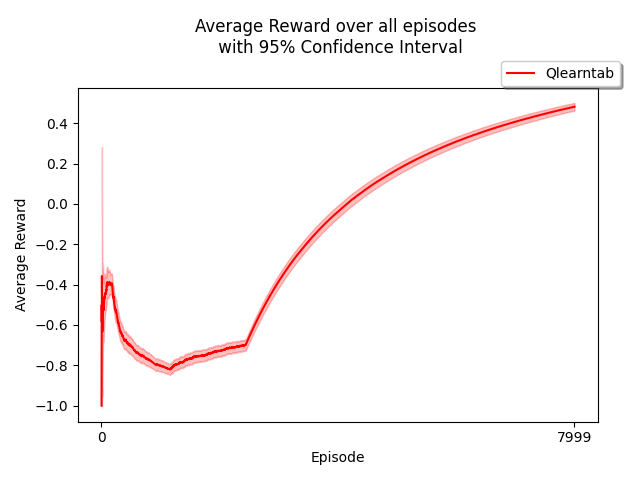 Average Reward over all episodes
with 95% Confidence Interval
Qlearntab
0.4
0.2
0.0
−0.2
−0.4
−0.6
−0.8
−1.0
Average Reward
0
7999
Episode